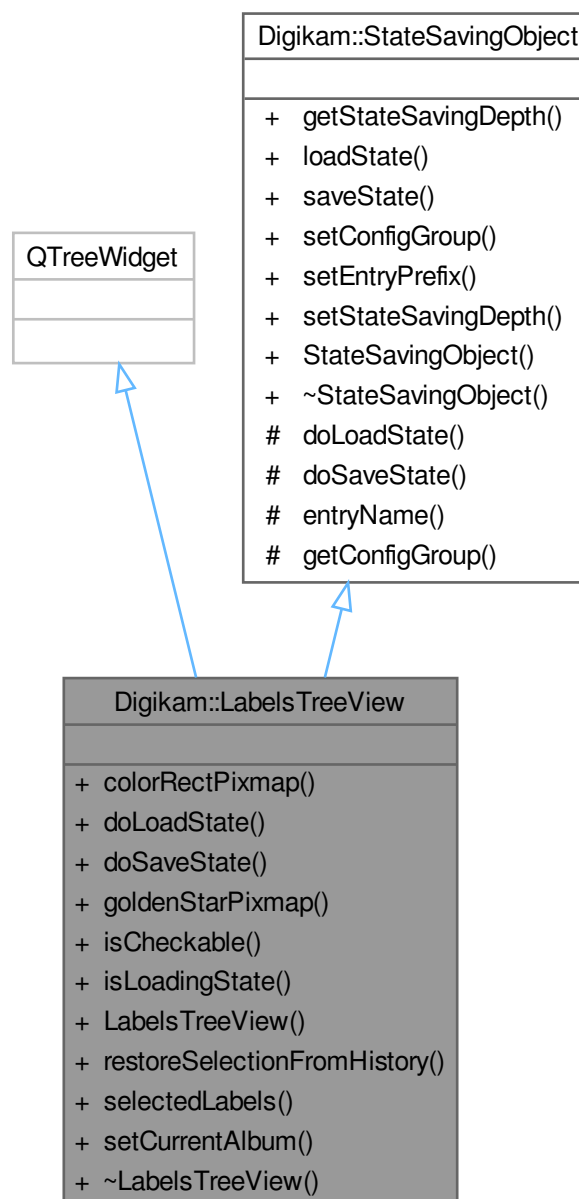 Digikam::StateSavingObject
+ getStateSavingDepth()
+ loadState()
+ saveState()
+ setConfigGroup()
+ setEntryPrefix()
+ setStateSavingDepth()
+ StateSavingObject()
+ ~StateSavingObject()
# doLoadState()
# doSaveState()
# entryName()
# getConfigGroup()
QTreeWidget
Digikam::LabelsTreeView
+ colorRectPixmap()
+ doLoadState()
+ doSaveState()
+ goldenStarPixmap()
+ isCheckable()
+ isLoadingState()
+ LabelsTreeView()
+ restoreSelectionFromHistory()
+ selectedLabels()
+ setCurrentAlbum()
+ ~LabelsTreeView()